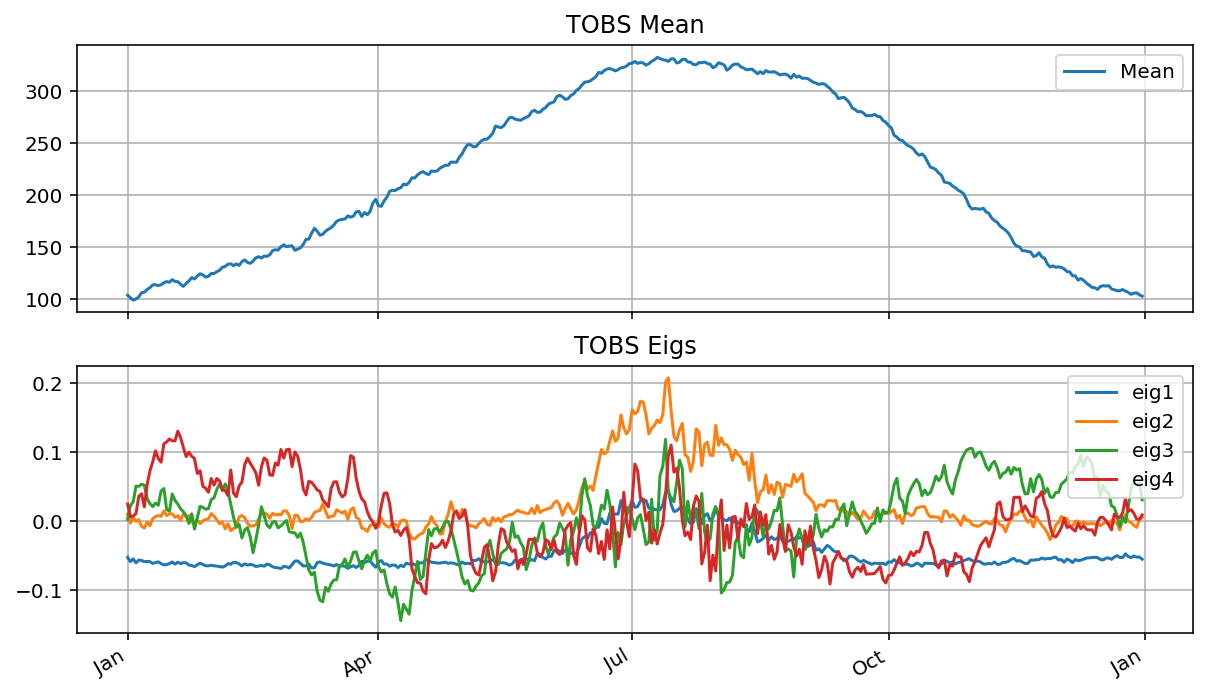 TOBS Mean
Mean
300
250
200
150
100
TOBS Eigs
eig1
eig2
eig3
eig4
0.2
0.1
0.0
−0.1
Jan
Apr
Jul
Oct
Jan